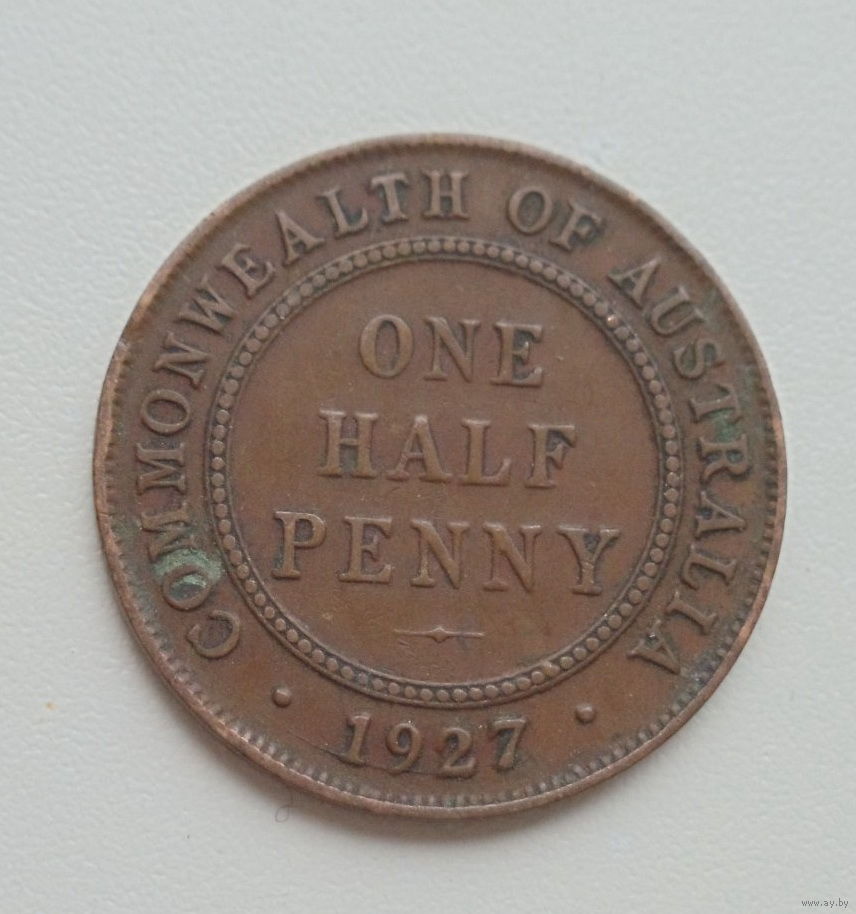 COMMONWEALTH OF AUSTRALIA
ONE
HALF
PENNY
· 1927 ·
www.ay.by